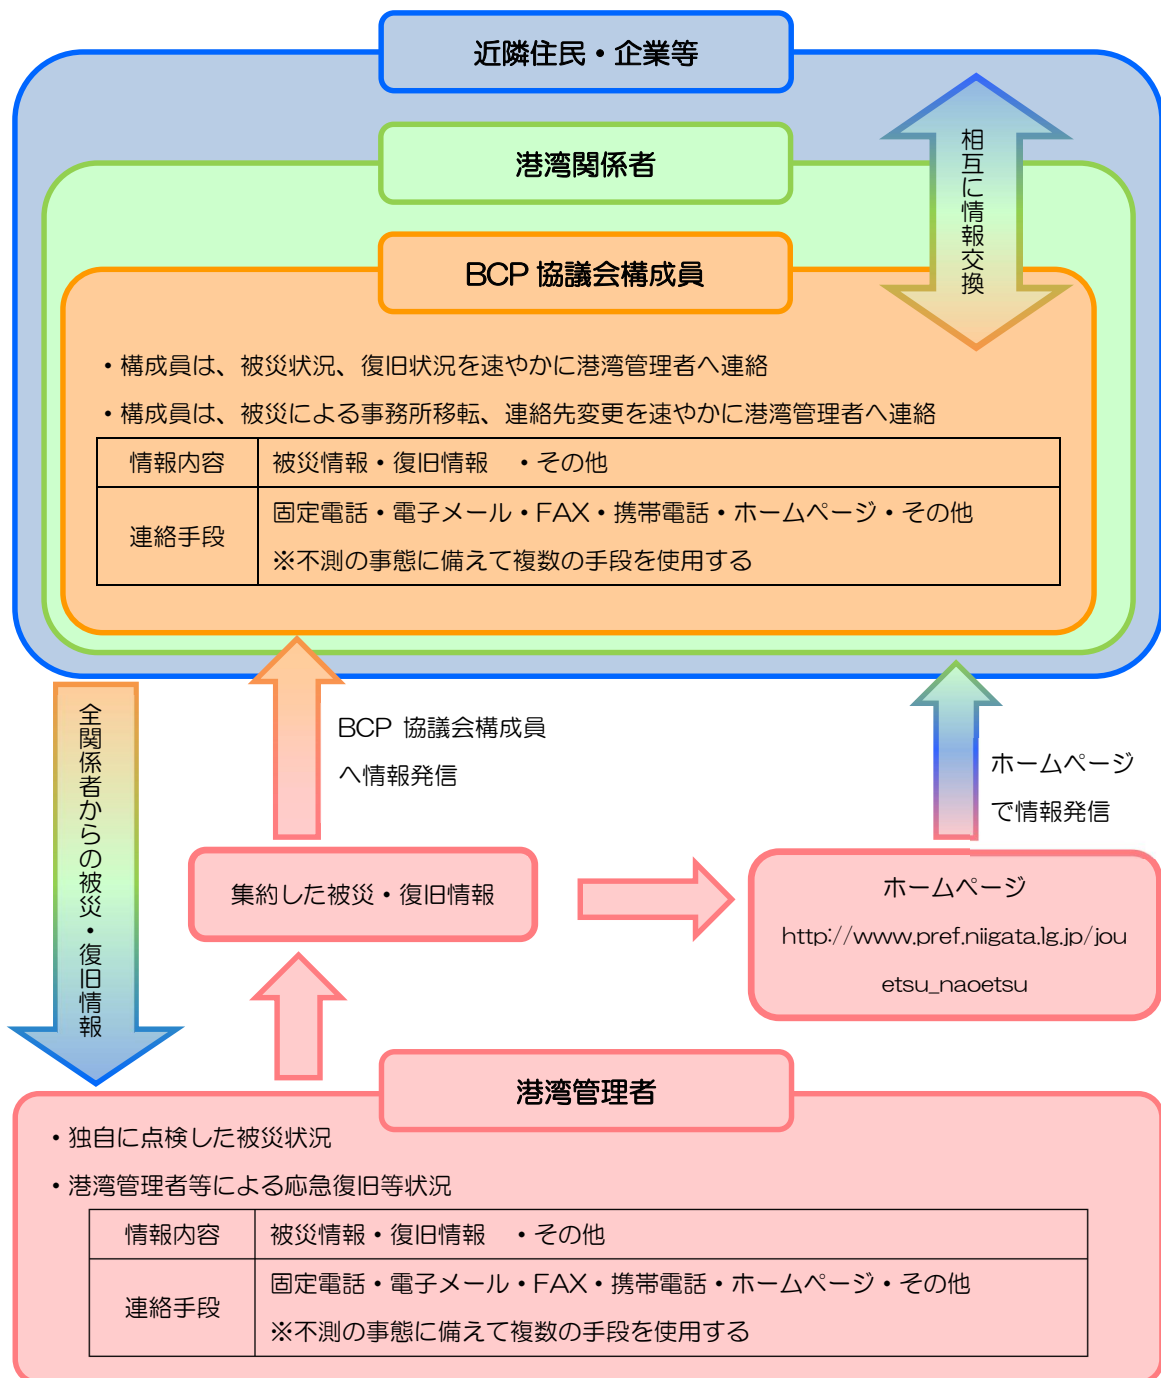 近隣住民・企業等
港湾関係者
相互に情報交換
BCP 協議会構成員
・構成員は、被災状況、復旧状況を速やかに港湾管理者へ連絡
・構成員は、被災による事務所移転、連絡先変更を速やかに港湾管理者へ連絡
情報内容 被災情報・復旧情報　・その他
連絡手段 固定電話・電子メール・FAX・携帯電話・ホームページ・その他
※不測の事態に備えて複数の手段を使用する
全関係者からの被災・復旧情報
BCP 協議会構成員
へ情報発信
ホームページ
で情報発信
集約した被災・復旧情報
ホームページ
http://www.pref.niigata.lg.jp/jou
etsu_naoetsu
港湾管理者
・独自に点検した被災状況
・港湾管理者等による応急復旧等状況
情報内容 被災情報・復旧情報　・その他
連絡手段 固定電話・電子メール・FAX・携帯電話・ホームページ・その他
※不測の事態に備えて複数の手段を使用する